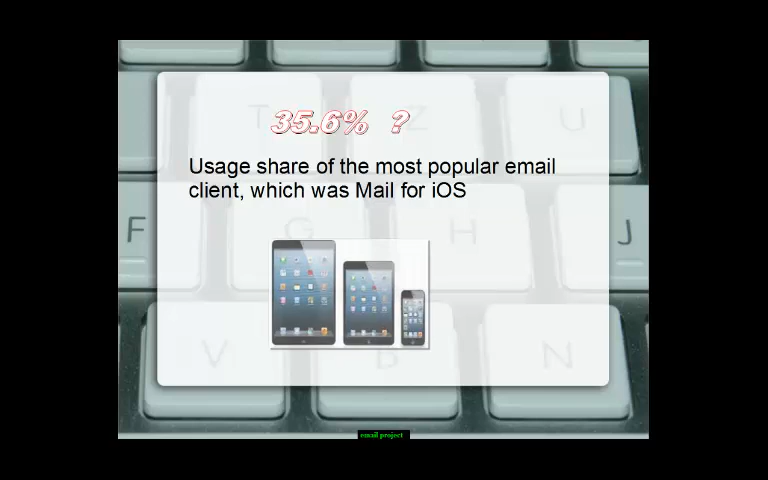 35.6% ?
Usage share of the most popular email
client, which was Mail for iOS
T Z U
F G H J
V B N
email project